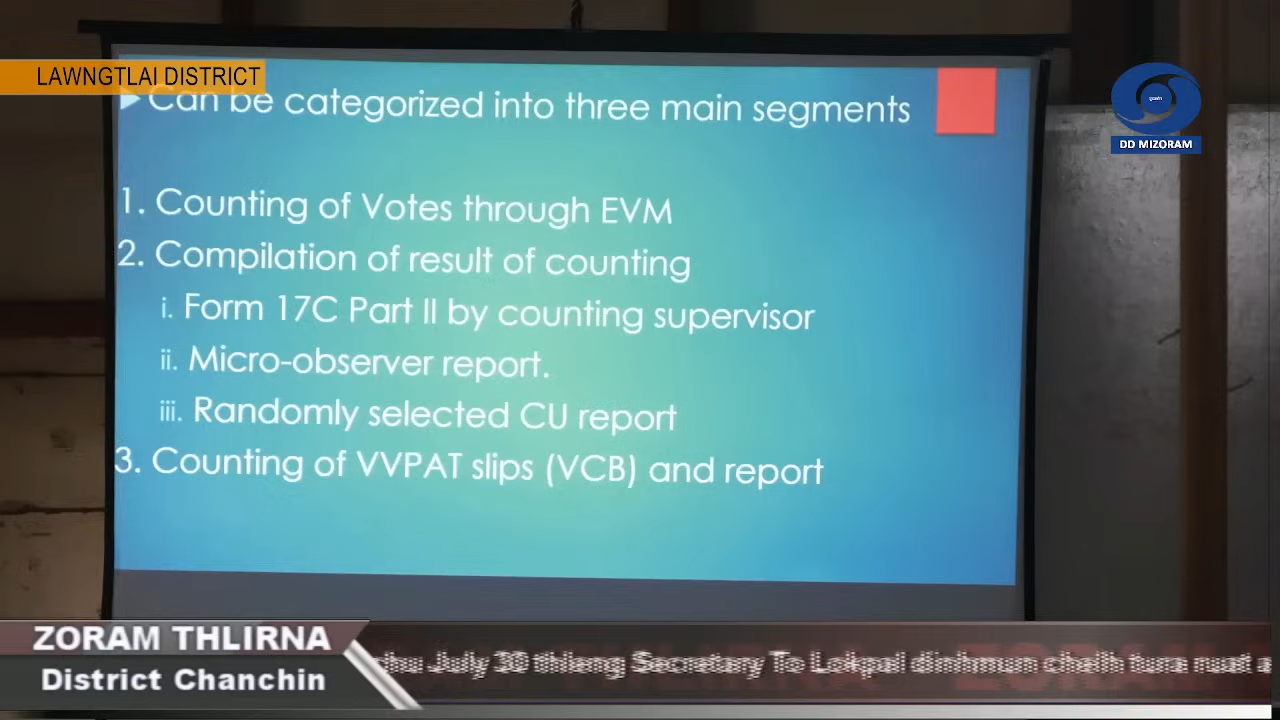 LAWNGTLAI DISTRICT
Can be categorized into three main segments
1. Counting of Votes through EVM
2. Compilation of result of counting
i. Form 17C Part II by counting supervisor
ii. Micro-observer report.
iii. Randomly selected CU report
3. Counting of VVPAT slips (VCB) and report
DD MIZORAM
ZORAM THLIRNA
District Chanchin
July 30 thleng Secretary To Lokpal dinhmun chelh tura ruat a